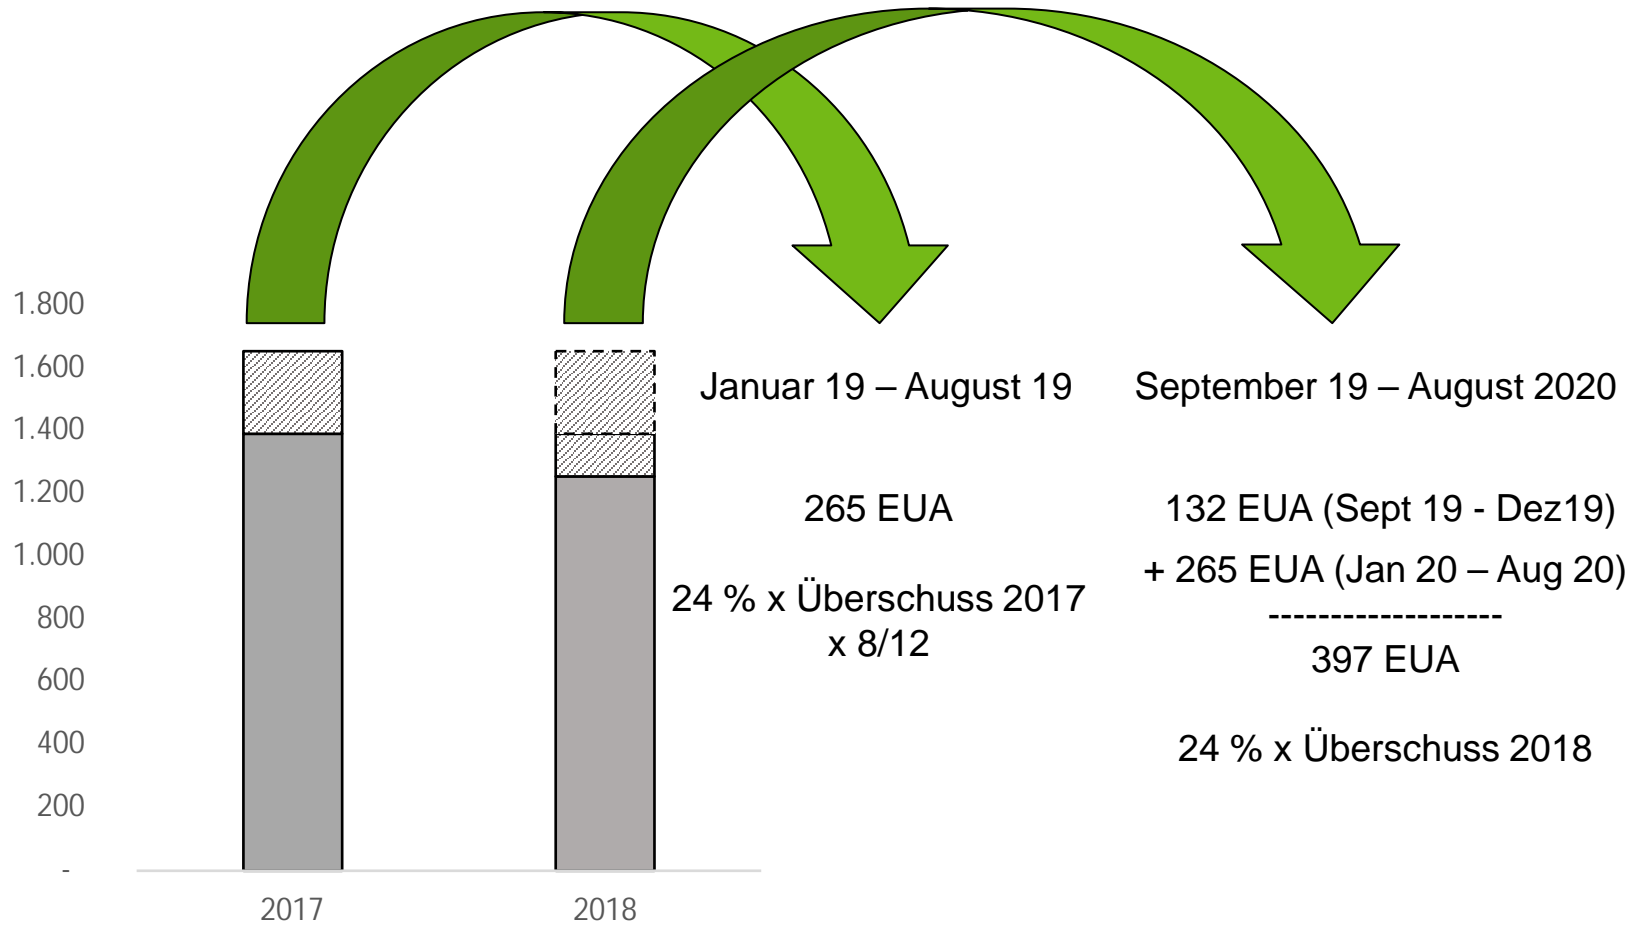 1.800
1.600
1.400
1.200
1.000
800
600
400
200
-
2017
2018
Januar 19 – August 19
265 EUA
24 % x Überschuss 2017
x 8/12
September 19 – August 2020
132 EUA (Sept 19 - Dez19)
+ 265 EUA (Jan 20 – Aug 20)
-------------------
397 EUA
24 % x Überschuss 2018